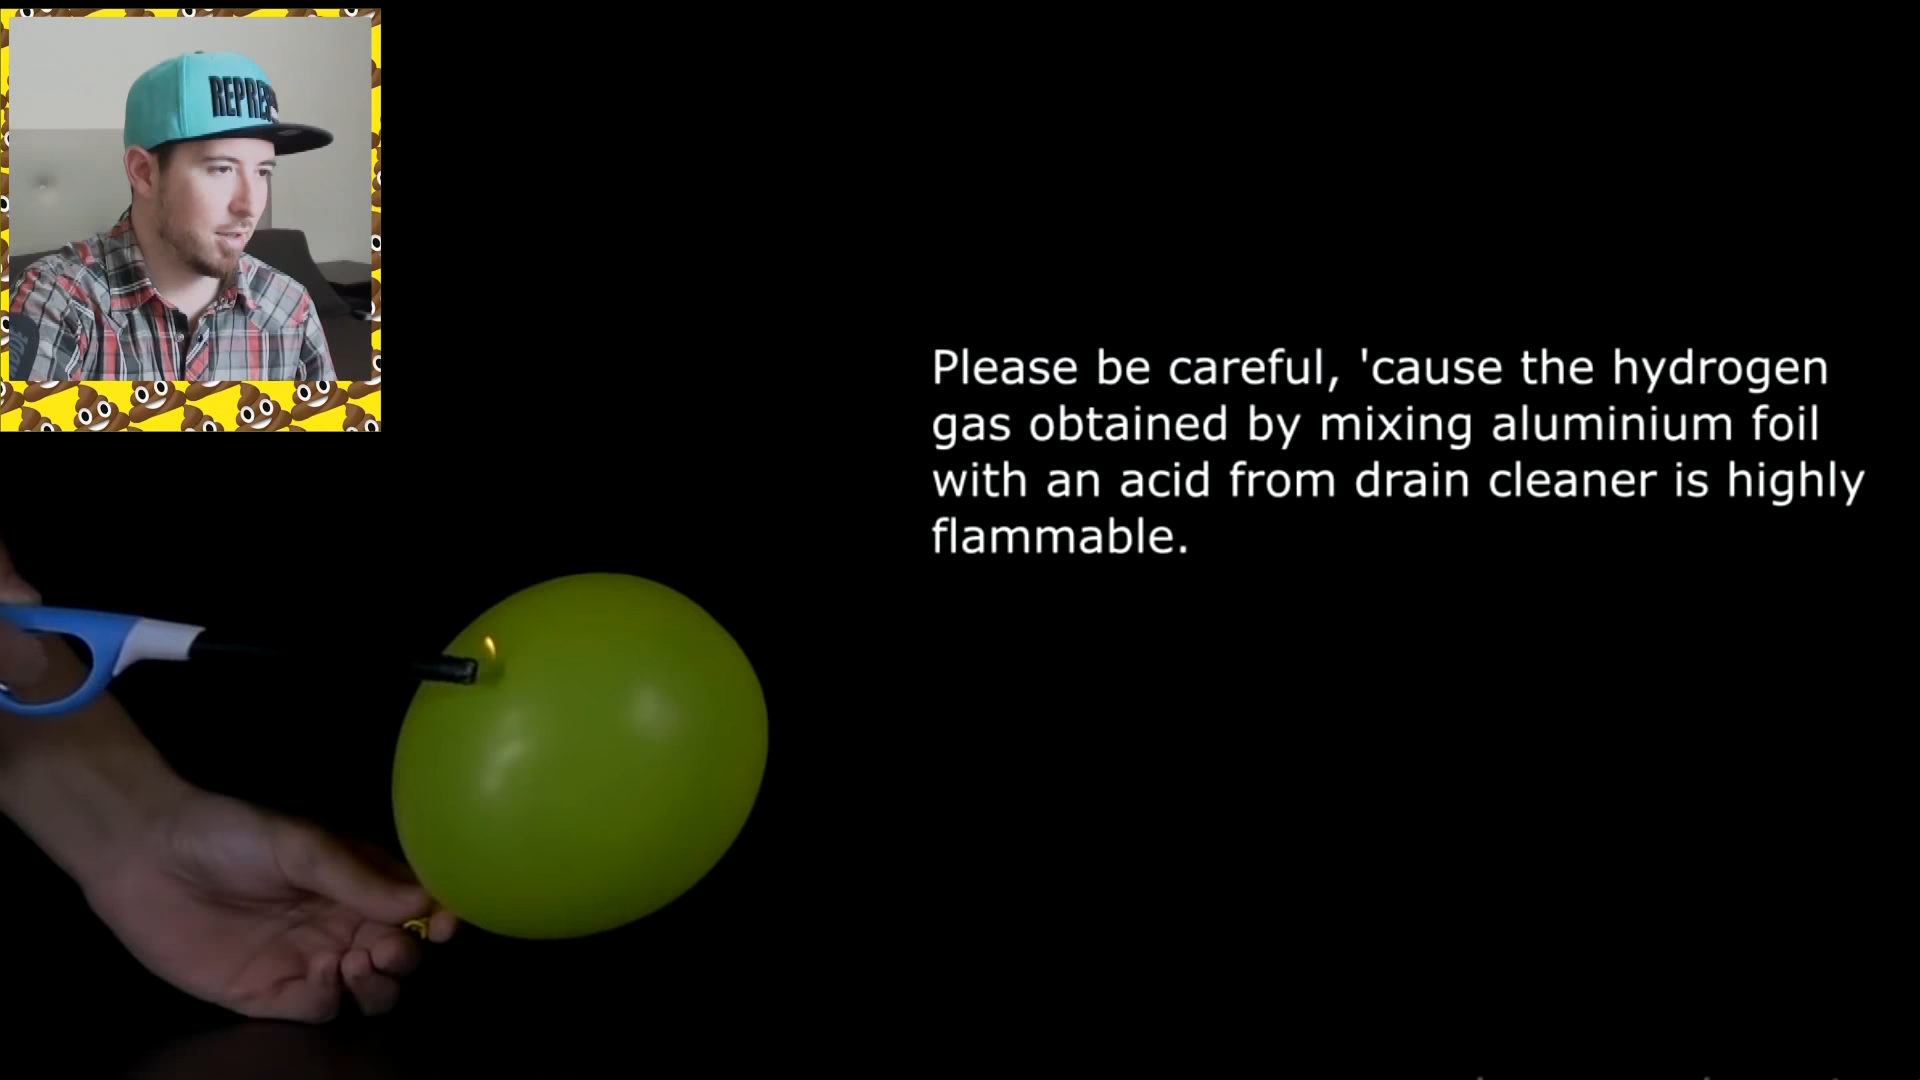 REPRE
Please be careful, 'cause the hydrogen
gas obtained by mixing aluminium foil
with an acid from drain cleaner is highly
flammable.